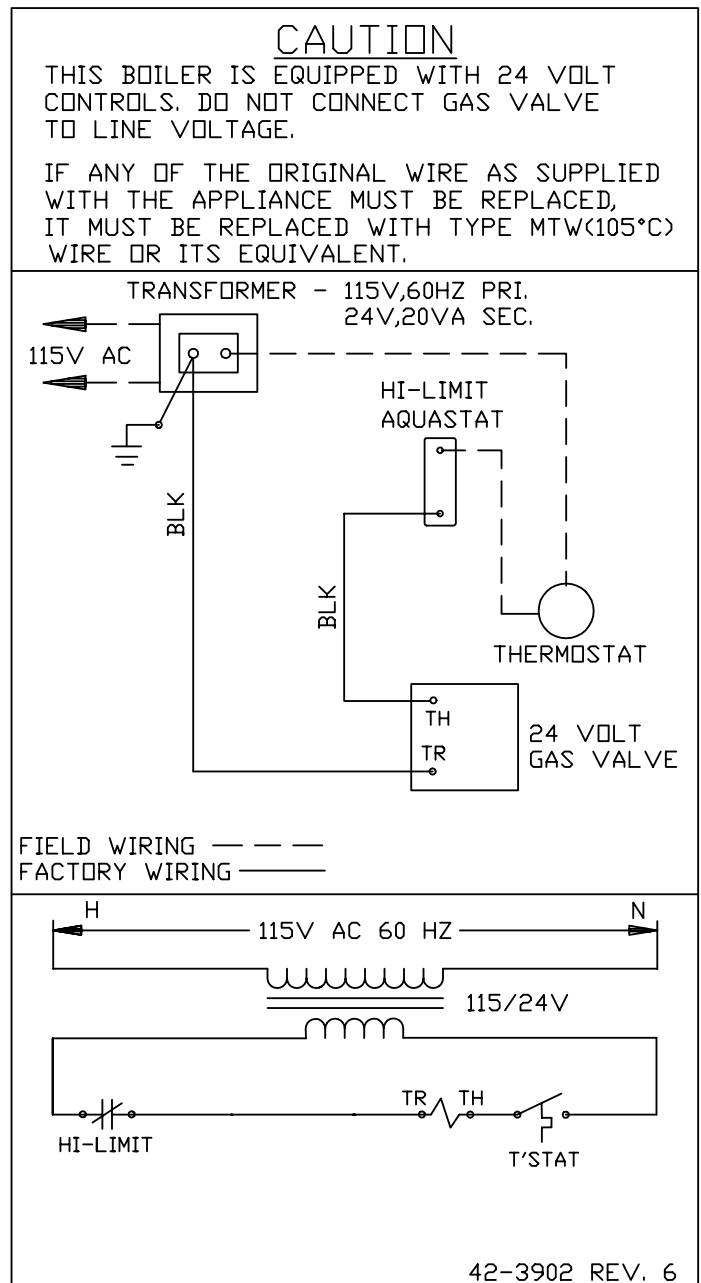 CAUTION
THIS BOILER IS EQUIPPED WITH 24 VOLT
CONTROLS. DO NOT CONNECT GAS VALVE
TO LINE VOLTAGE.
IF ANY OF THE ORIGINAL WIRE AS SUPPLIED
WITH THE APPLIANCE MUST BE REPLACED,
IT MUST BE REPLACED WITH TYPE MTW(105°C)
WIRE OR ITS EQUIVALENT.
TRANSFORMER - 115V,60HZ PRI.
24V,20VA SEC.
115V AC
HI-LIMIT
AQUASTAT
BLK
BLK
THERMOSTAT
TH
TR
24 VOLT
GAS VALVE
FIELD WIRING
FACTORY WIRING
H
N
115V AC 60 HZ
115/24V
TR
TH
HI-LIMIT
T'STAT
42-3902 REV. 6